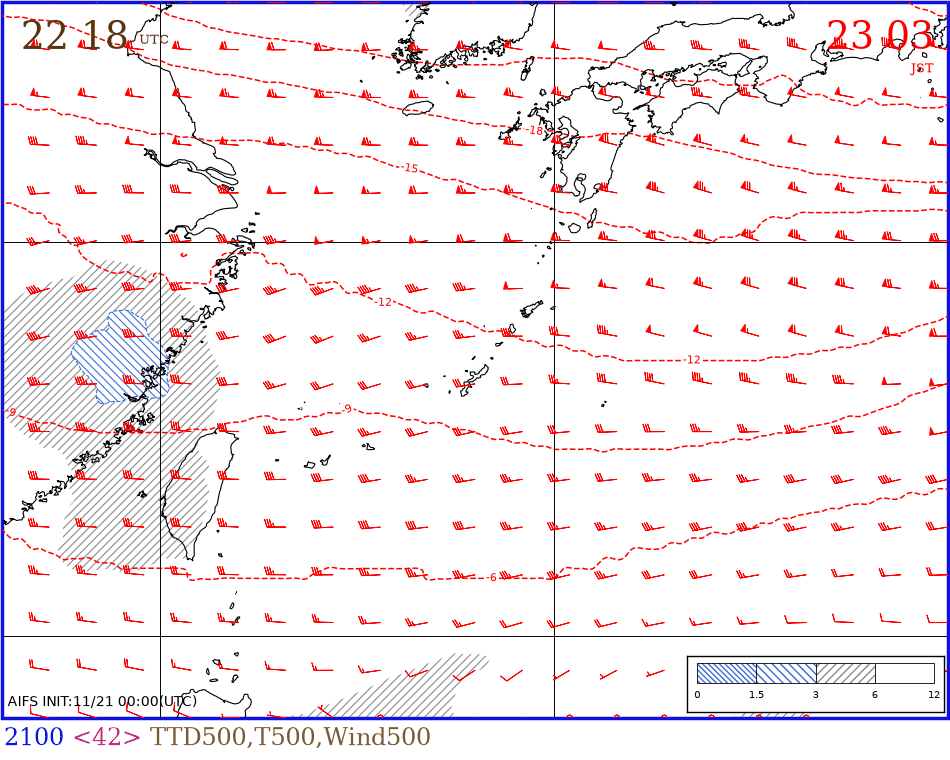 22 18 UTC 23 03
JST
-18
-15
-12
-12
-9
-9
-6
0 1.5 3 6 12
AIFS INIT:11/21 00:00(UTC)
2100 <42> TTD500,T500,Wind500